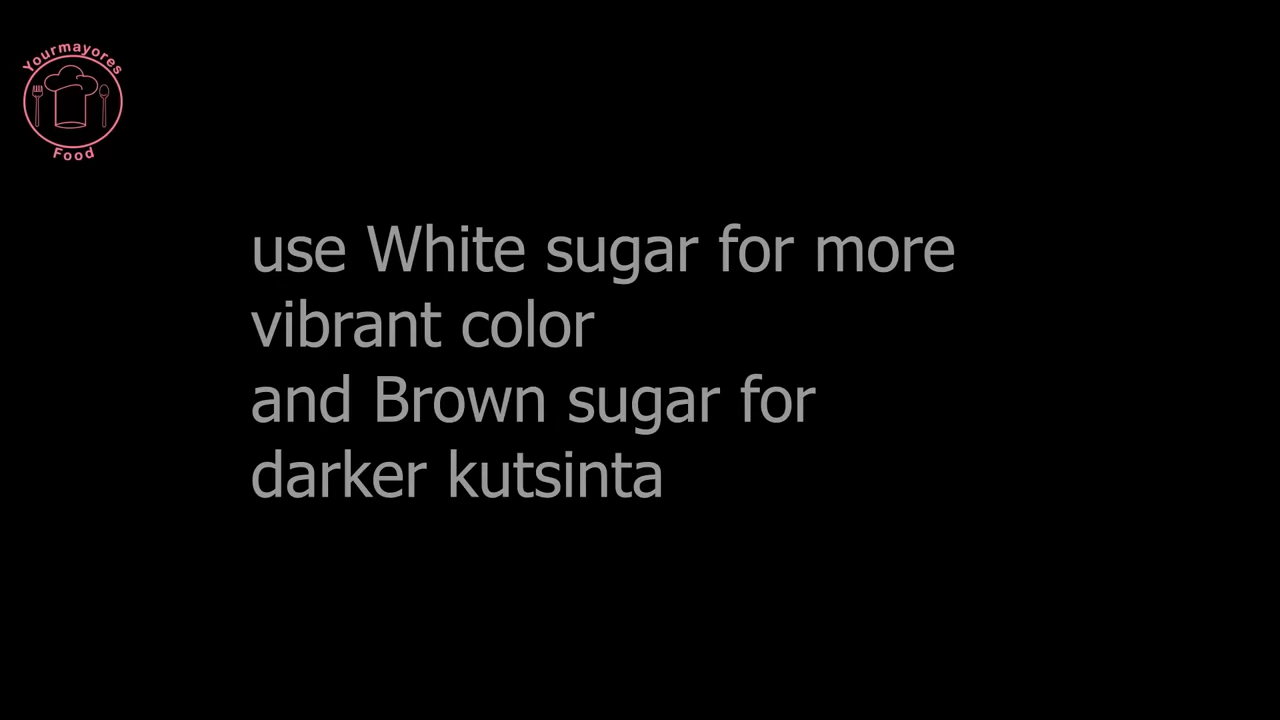 Yourmayores
Food
use White sugar for more
vibrant color
and Brown sugar for
darker kutsinta